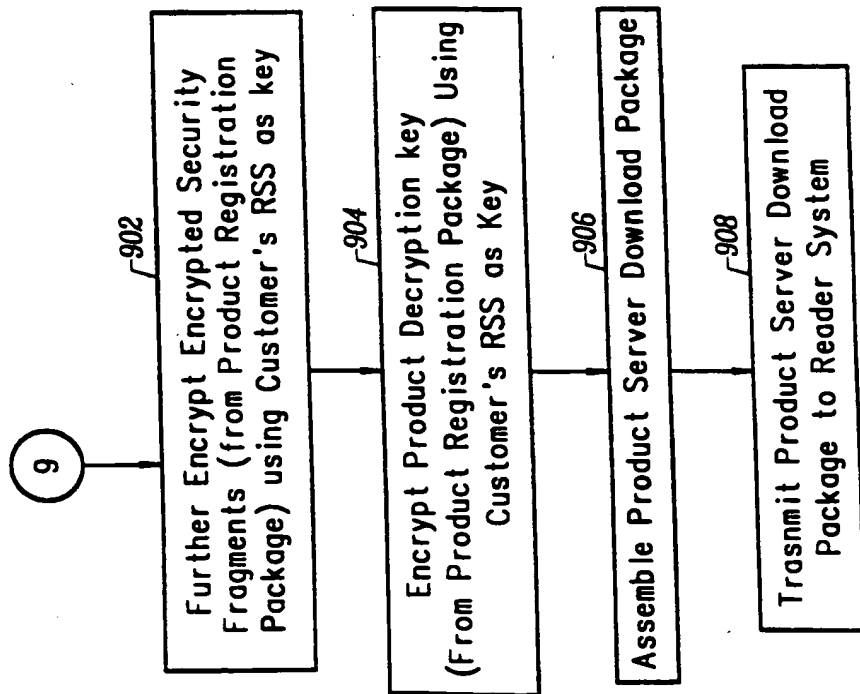 9
902
Further Encrypt Encrypted Security
Fragments (from Product Registration
Package) using Customer's RSS as key
904
Encrypt Product Decryption key
(From Product Registration Package) Using
Customer's RSS as Key
906
Assemble Product Server Download Package
908
Trasnmit Product Server Download
Package to Reader System